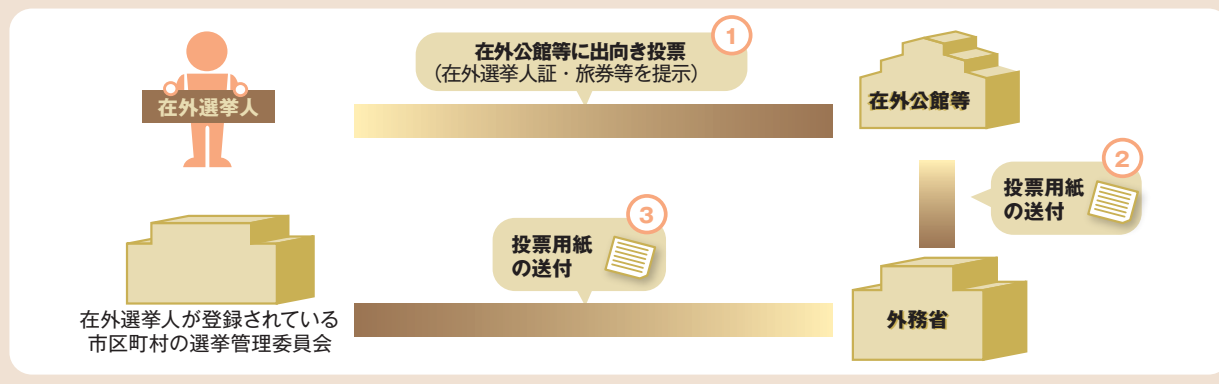 ①
在外公館等に出向き投票
（在外選挙人証・旅券等を提示）
在外選挙人
在外公館等
②
投票用紙
の送付
③
投票用紙
の送付
外務省
在外選挙人が登録されている
市区町村の選挙管理委員会